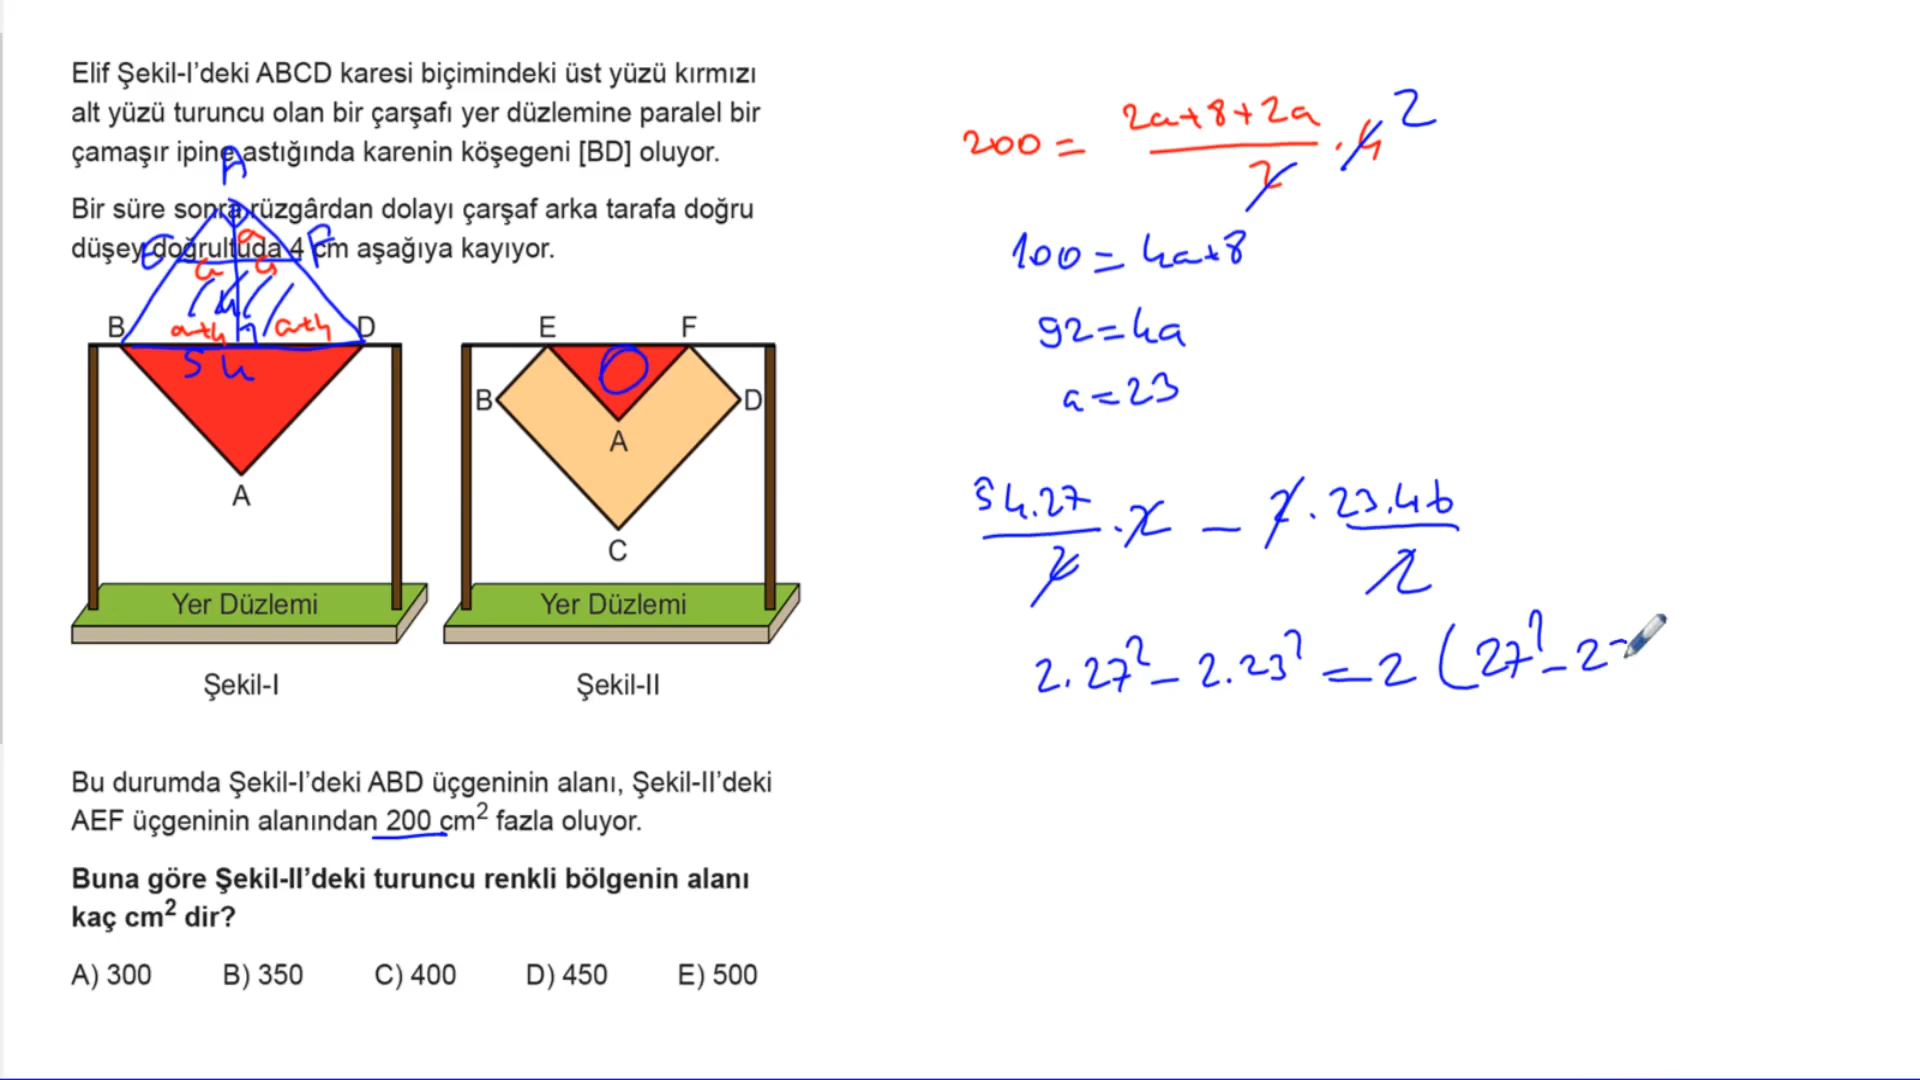 Elif Şekil-I’deki ABCD karesi biçimindeki üst yüzü kırmızı
alt yüzü turuncu olan bir çarşafı yer düzlemine paralel bir
çamaşır ipine astığında karenin köşegeni [BD] oluyor.
A
Bir süre sonra rüzgârdan dolayı çarşaf arka tarafa doğru
düşey doğrultuda 4 cm aşağıya kayıyor.
E F
a
a a
4
a+4 a+4
B D
54
A
Yer Düzlemi
Şekil-I
E F
B D
A
C
Yer Düzlemi
Şekil-II
Bu durumda Şekil-I’deki ABD üçgeninin alanı, Şekil-II’deki
AEF üçgeninin alanından 200 cm² fazla oluyor.
Buna göre Şekil-II’deki turuncu renkli bölgenin alanı
kaç cm² dir?
A) 300 B) 350 C) 400 D) 450 E) 500
200 = (2a+8+2a)/2 · 4 2
100 = 4a+8
92 = 4a
a = 23
54.27/2 · 2 - 2 · 23.46/2
2.27² - 2.23² = 2 (27² - 2